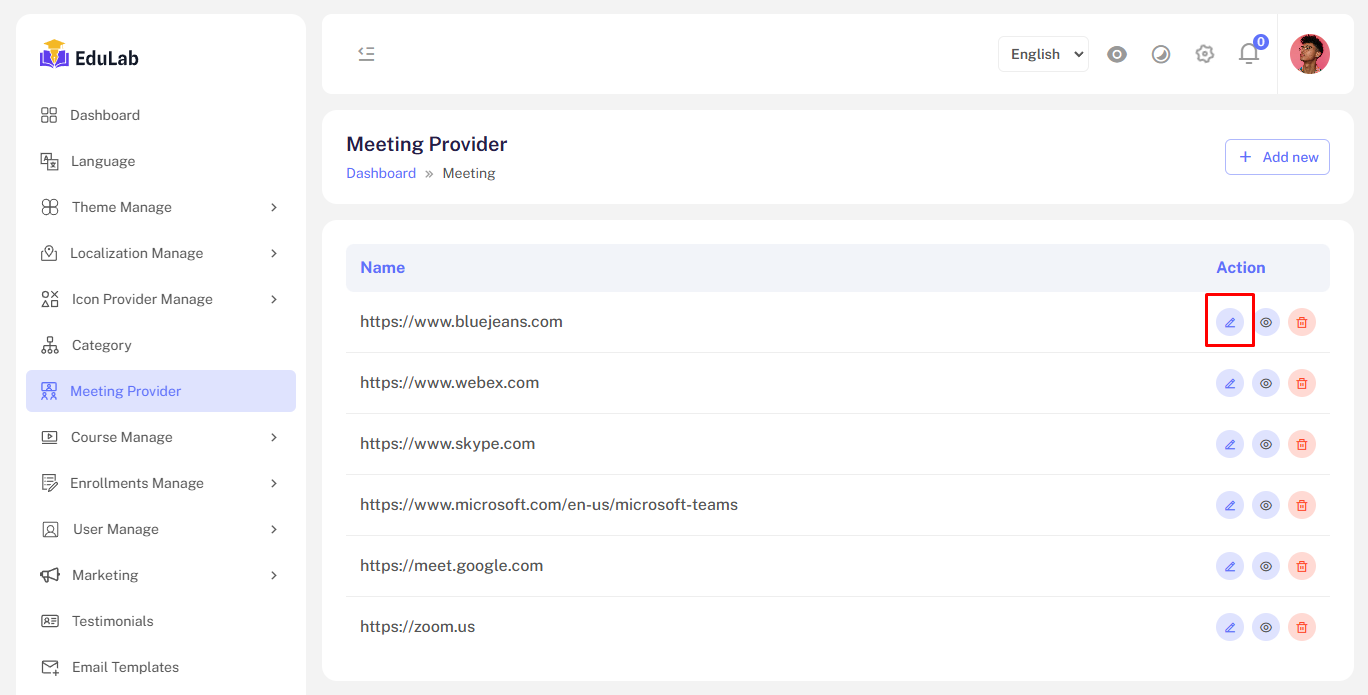 EduLab
Dashboard
Language
Theme Manage
Localization Manage
Icon Provider Manage
Category
Meeting Provider
Course Manage
Enrollments Manage
User Manage
Marketing
Testimonials
Email Templates
English
0
Meeting Provider
Dashboard » Meeting
+ Add new
Name Action
https://www.bluejeans.com
https://www.webex.com
https://www.skype.com
https://www.microsoft.com/en-us/microsoft-teams
https://meet.google.com
https://zoom.us